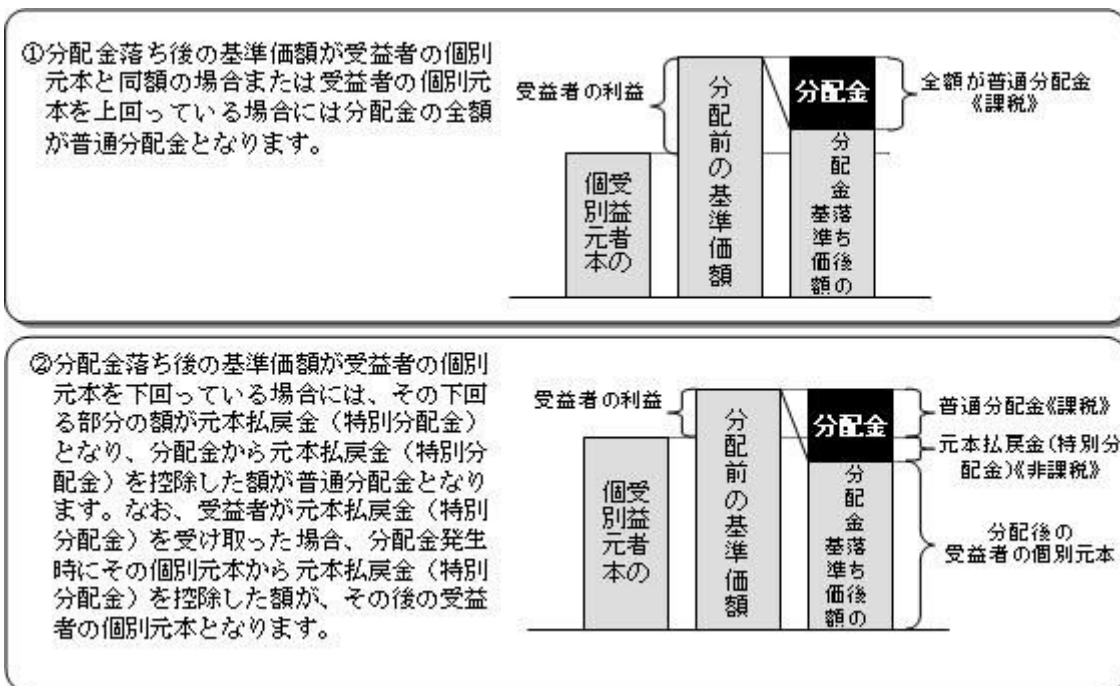 ①分配金落ち後の基準価額が受益者の個別
元本と同額の場合または受益者の個別元
本を上回っている場合には分配金の全額
が普通分配金となります。
受益者の利益
受益者の
個別元本
分配前の基準価額
分配金
分配金落ち後の
基準価額
全額が普通分配金
《課税》
②分配金落ち後の基準価額が受益者の個別
元本を下回っている場合には、その下回
る部分の額が元本払戻金（特別分配金）
となり、分配金から元本払戻金（特別分
配金）を控除した額が普通分配金となり
ます。なお、受益者が元本払戻金（特別
分配金）を受け取った場合、分配金発生
時にその個別元本から元本払戻金（特別
分配金）を控除した額が、その後の受益
者の個別元本となります。
受益者の利益
受益者の
個別元本
分配前の基準価額
分配金
分配金落ち後の
基準価額
普通分配金《課税》
元本払戻金(特別分
配金)《非課税》
分配後の
受益者の個別元本